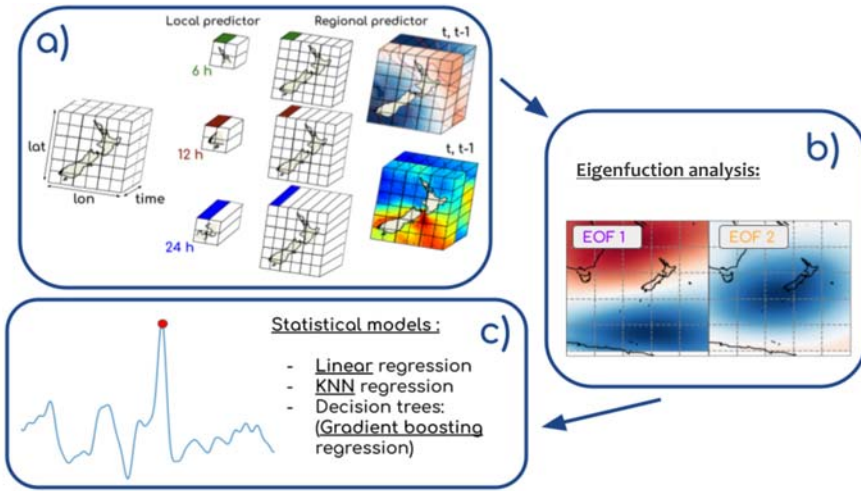 a)
Local predictor
Regional predictor
t, t-1
6 h
12 h
24 h
lat
lon
time
t, t-1
b)
Eigenfuction analysis:
EOF 1
EOF 2
c)
Statistical models :
- Linear regression
- KNN regression
- Decision trees:
(Gradient boosting
regression)